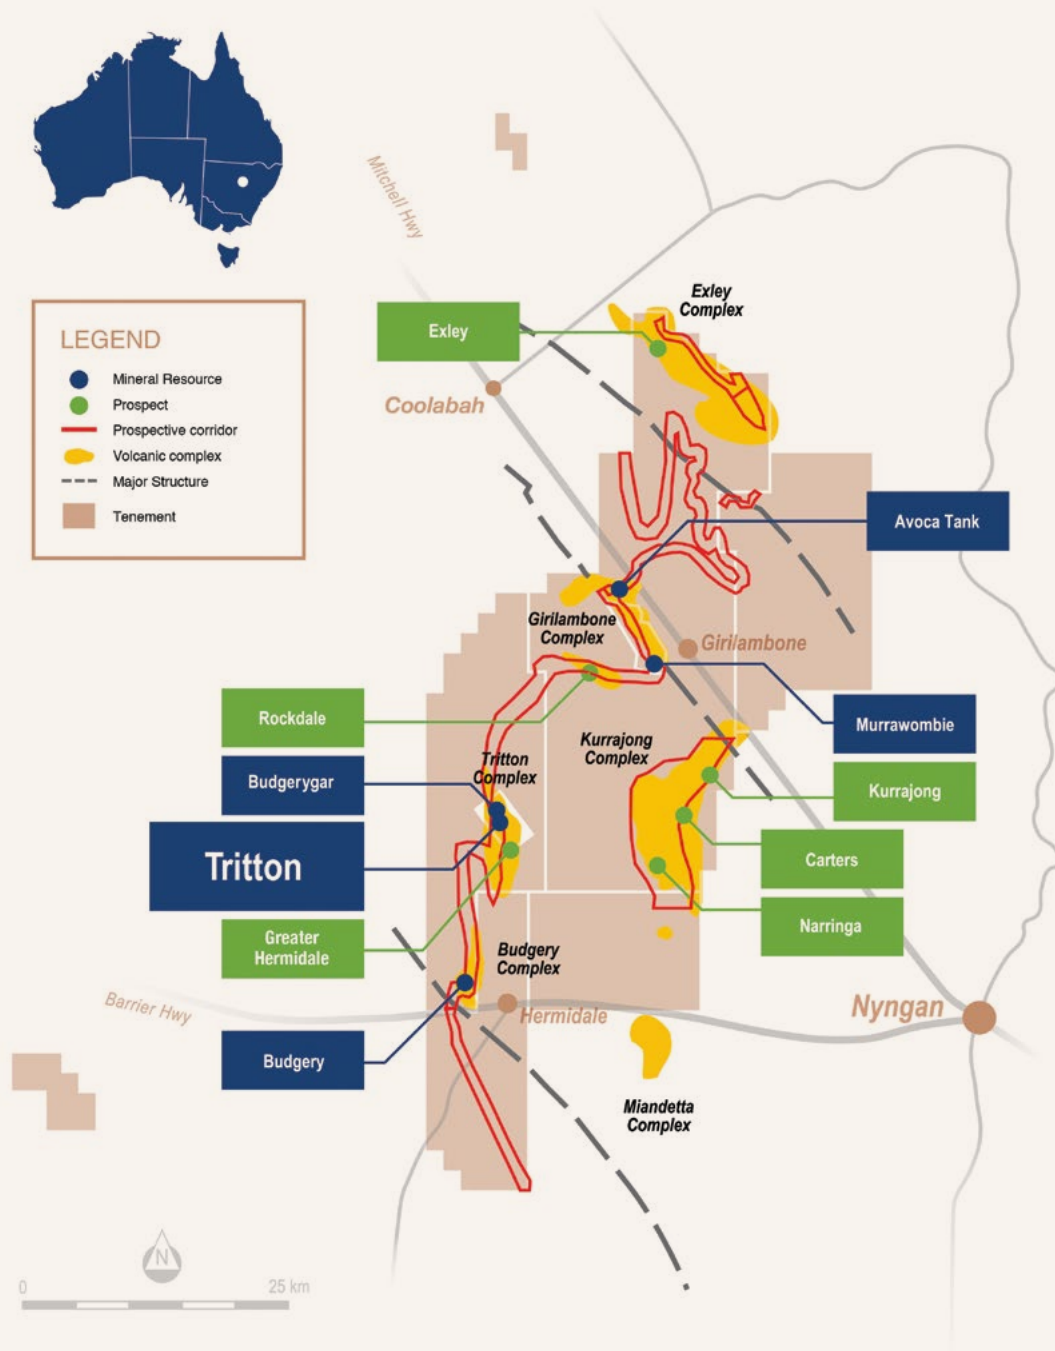 Mitchell Hwy
Exley
Complex
Exley
LEGEND
Mineral Resource
Prospect
Prospective corridor
Volcanic complex
Major Structure
Tenement
Coolabah
Avoca Tank
Girilambone
Complex
Girilambone
Rockdale
Murrawombie
Kurrajong
Complex
Tritton
Complex
Budgerygar
Kurrajong
Tritton
Carters
Greater
Hermidale
Narringa
Budgery
Complex
Barrier Hwy
Hermidale
Nyngan
Budgery
Miandetta
Complex
N
0
25 km